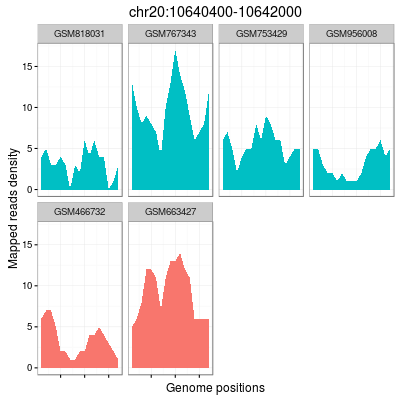 chr20:10640400-10642000
GSM818031 GSM767343 GSM753429 GSM956008
15
10
5
0
GSM466732 GSM663427
15
10
5
0
Mapped reads density
Genome positions